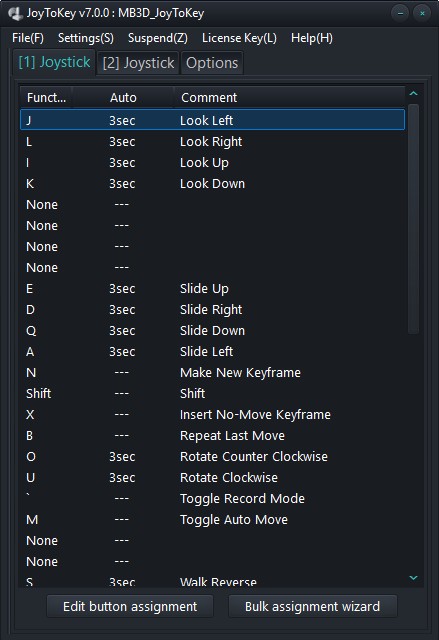 JoyToKey v7.0.0 : MB3D_JoyToKey
File(F) Settings(S) Suspend(Z) License Key(L) Help(H)
[1] Joystick [2] Joystick Options
Funct... Auto Comment
J 3sec Look Left
L 3sec Look Right
I 3sec Look Up
K 3sec Look Down
None ---
None ---
None ---
None ---
E 3sec Slide Up
D 3sec Slide Right
Q 3sec Slide Down
A 3sec Slide Left
N --- Make New Keyframe
Shift --- Shift
X --- Insert No-Move Keyframe
B --- Repeat Last Move
O 3sec Rotate Counter Clockwise
U 3sec Rotate Clockwise
` --- Toggle Record Mode
M --- Toggle Auto Move
None ---
None ---
S 3sec Walk Reverse
Edit button assignment Bulk assignment wizard